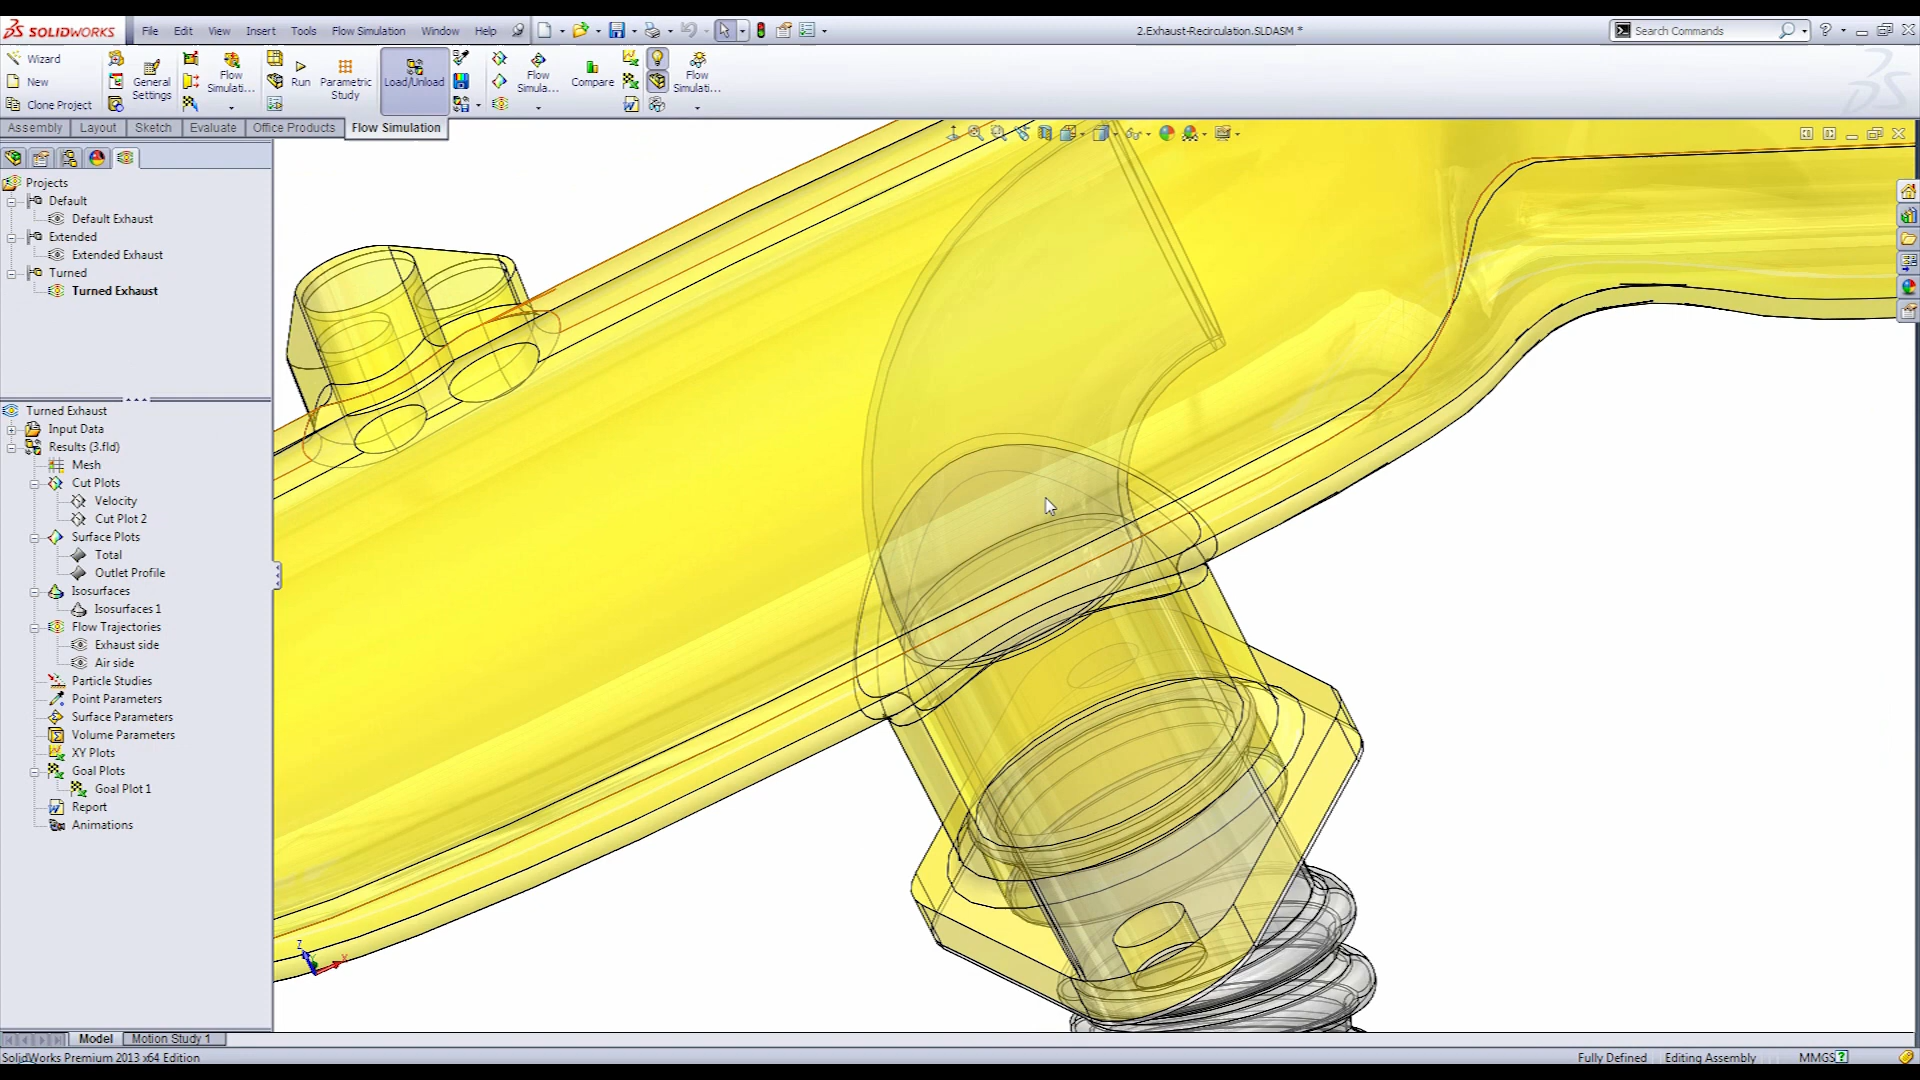 SOLIDWORKS File Edit View Insert Tools Flow Simulation Window Help 2.Exhaust-Recirculation.SLDASM * Search Commands ?
Wizard
New
Clone Project
General Settings
Flow Simulati...
Run
Parametric Study
Load/Unload
Flow Simula...
Compare
Flow Simulati...
Assembly Layout Sketch Evaluate Office Products Flow Simulation
Projects
Default
Default Exhaust
Extended
Extended Exhaust
Turned
Turned Exhaust
Turned Exhaust
Input Data
Results (3.fld)
Mesh
Cut Plots
Velocity
Cut Plot 2
Surface Plots
Total
Outlet Profile
Isosurfaces
Isosurfaces 1
Flow Trajectories
Exhaust side
Air side
Particle Studies
Point Parameters
Surface Parameters
Volume Parameters
XY Plots
Goal Plots
Goal Plot 1
Report
Animations
Z
X
Model Motion Study 1
SolidWorks Premium 2013 x64 Edition Fully Defined Editing Assembly MMGS ?